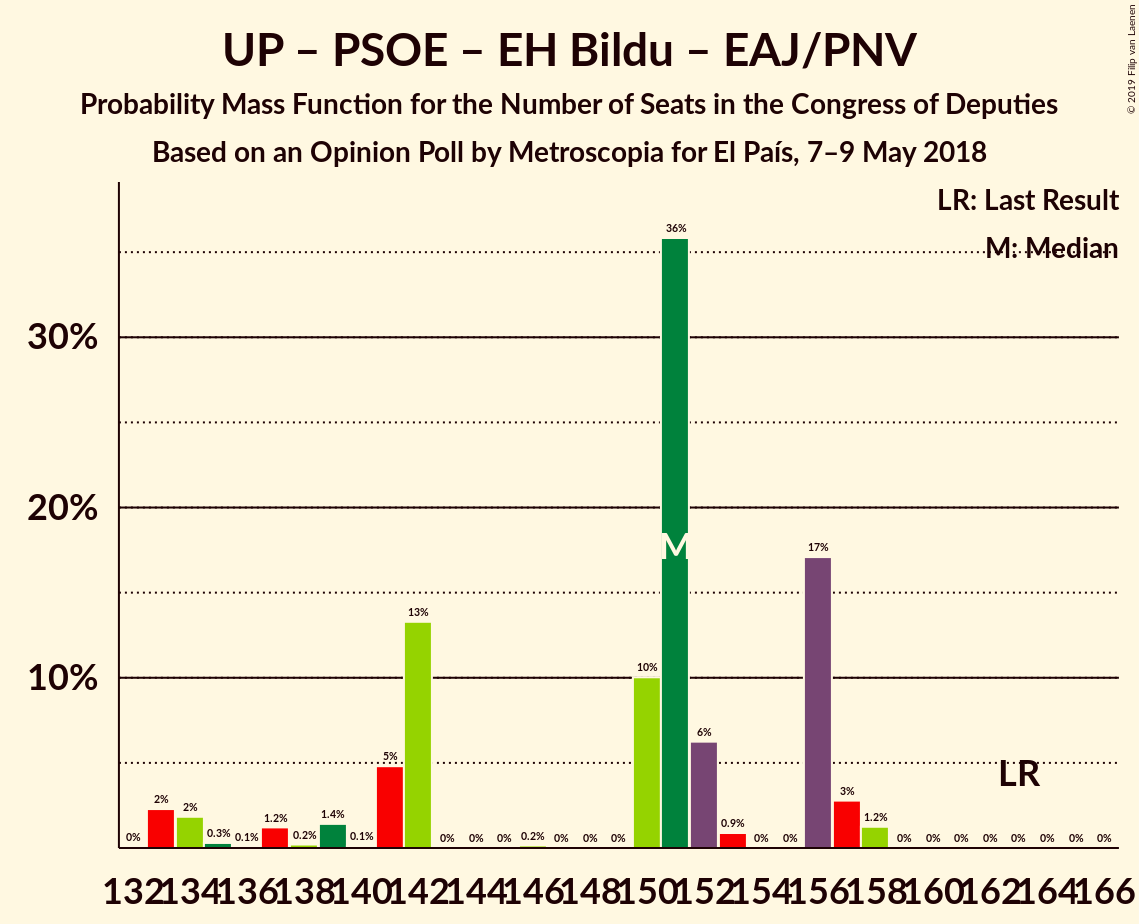 UP – PSOE – EH Bildu – EAJ/PNV
Probability Mass Function for the Number of Seats in the Congress of Deputies
Based on an Opinion Poll by Metroscopia for El País, 7–9 May 2018
© 2019 Filip van Laenen
LR: Last Result
M: Median
30%
20%
10%
0% 2% 2% 0.3% 0.1% 1.2% 0.2% 1.4% 0.1% 5% 13% 0% 0% 0% 0.2% 0% 0% 0% 10% 36% 6% 0.9% 0% 0% 17% 3% 1.2% 0% 0% 0% 0% 0% 0% 0% 0%
M
LR
132 134 136 138 140 142 144 146 148 150 152 154 156 158 160 162 164 166